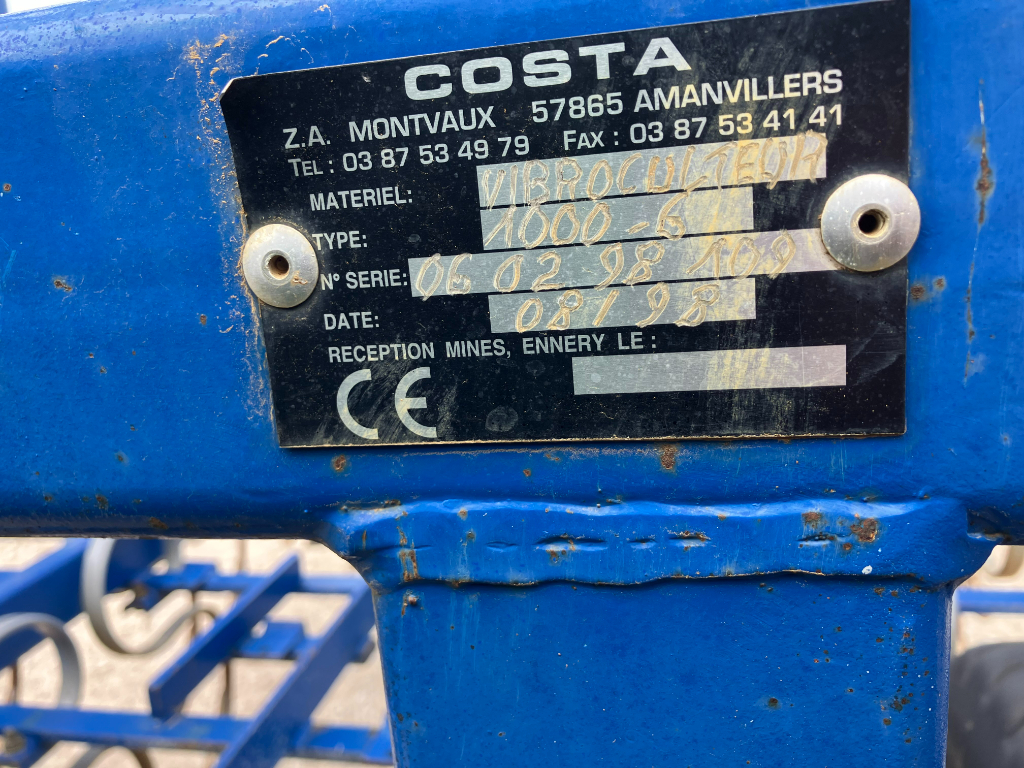 COSTA
Z.A. MONTVAUX 57865 AMANVILLERS
TEL : 03 87 53 49 79 FAX : 03 87 53 41 41
MATERIEL: VIBROCULTEUR
TYPE: 1000-6
N° SERIE: 06 02 98 109
DATE: 08/98
RECEPTION MINES, ENNERY LE :
CE